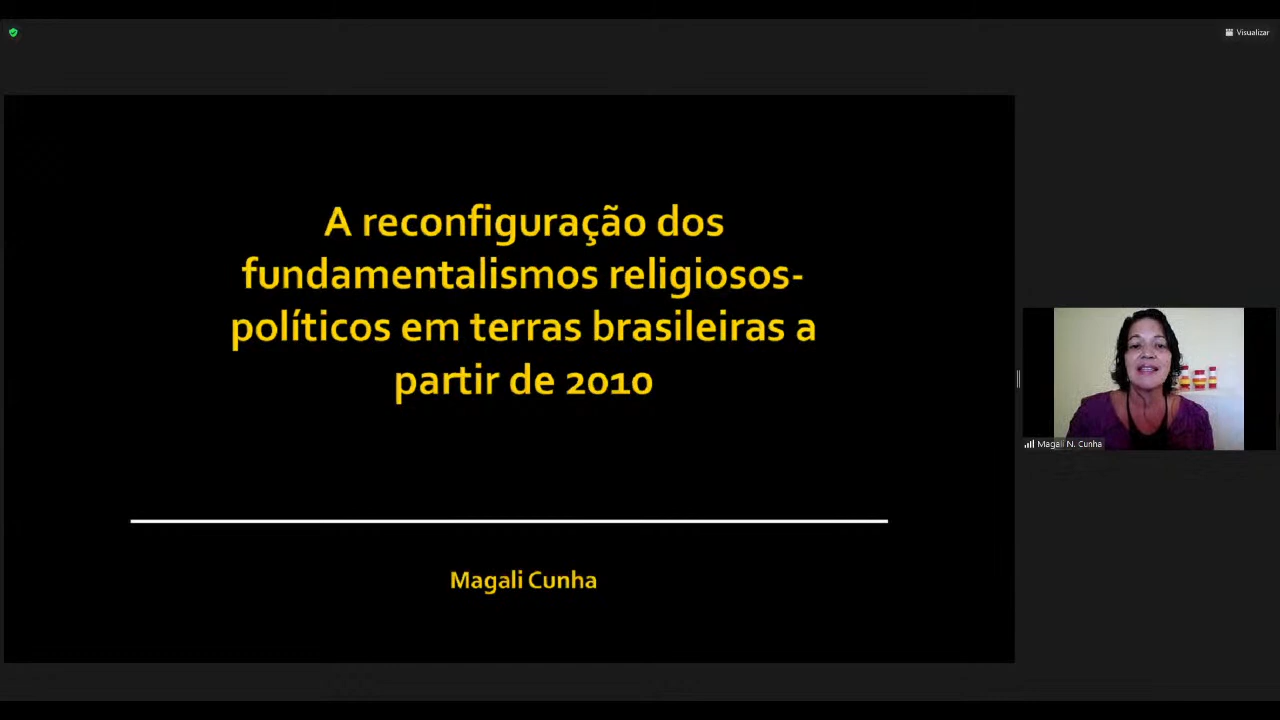 Visualizar
A reconfiguração dos
fundamentalismos religiosos-
políticos em terras brasileiras a
partir de 2010
Magali N. Cunha
Magali Cunha